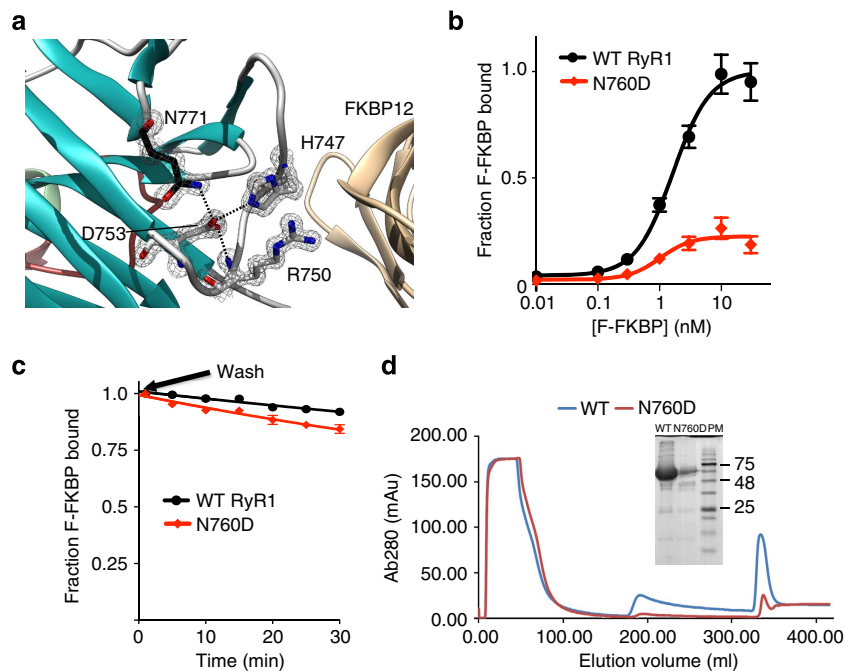 a
N771
FKBP12
H747
D753
R750
b
WT RyR1
N760D
1.0
0.5
0
Fraction F-FKBP bound
0.01
0.1
1
10
[F-FKBP] (nM)
c
Wash
1.0
0.75
0.5
0.25
Fraction F-FKBP bound
WT RyR1
N760D
0
10
20
30
Time (min)
d
WT
N760D
WT N760D PM
75
48
25
200.00
150.00
100.00
50.00
0.00
Ab280 (mAu)
0.00
100.00
200.00
300.00
400.00
Elution volume (ml)